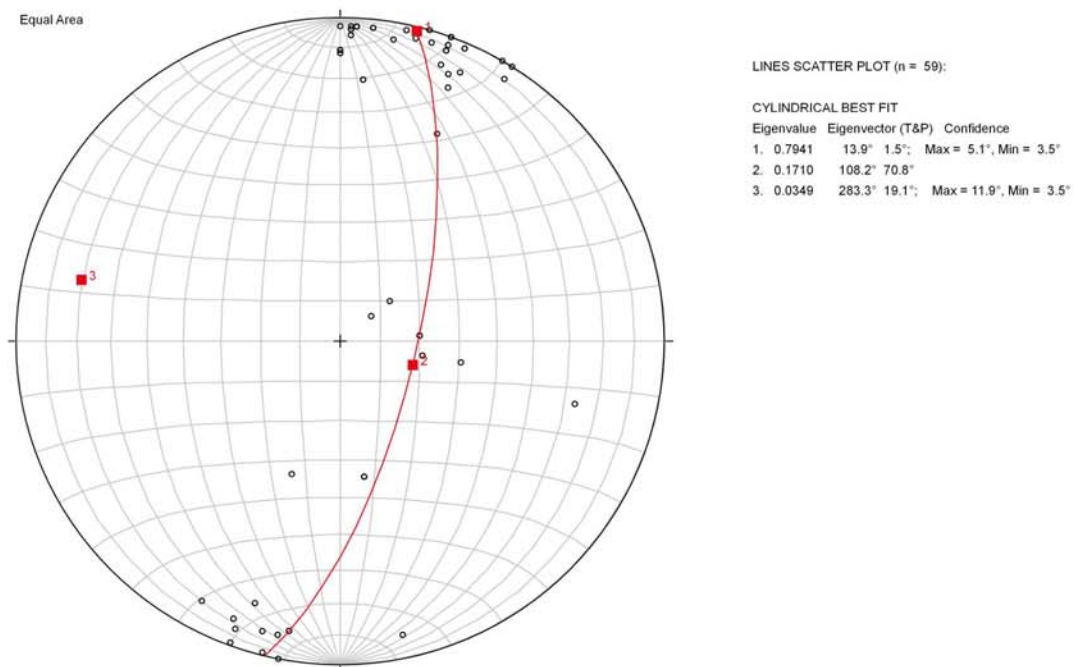 Equal Area
1
3
2
LINES SCATTER PLOT (n = 59):
CYLINDRICAL BEST FIT
Eigenvalue Eigenvector (T&P) Confidence
1. 0.7941 13.9° 1.5°; Max = 5.1°, Min = 3.5°
2. 0.1710 108.2° 70.8°
3. 0.0349 283.3° 19.1°; Max = 11.9°, Min = 3.5°